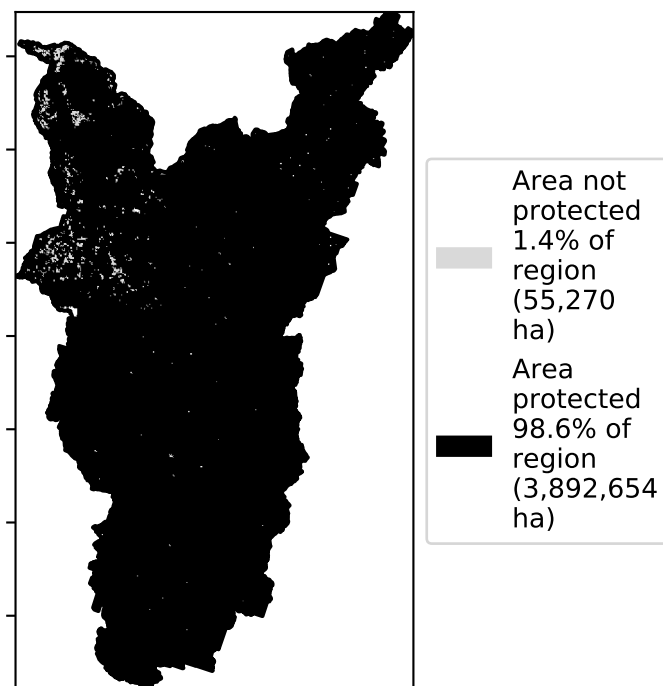 Area not
protected
1.4% of
region
(55,270
ha)
Area
protected
98.6% of
region
(3,892,654
ha)